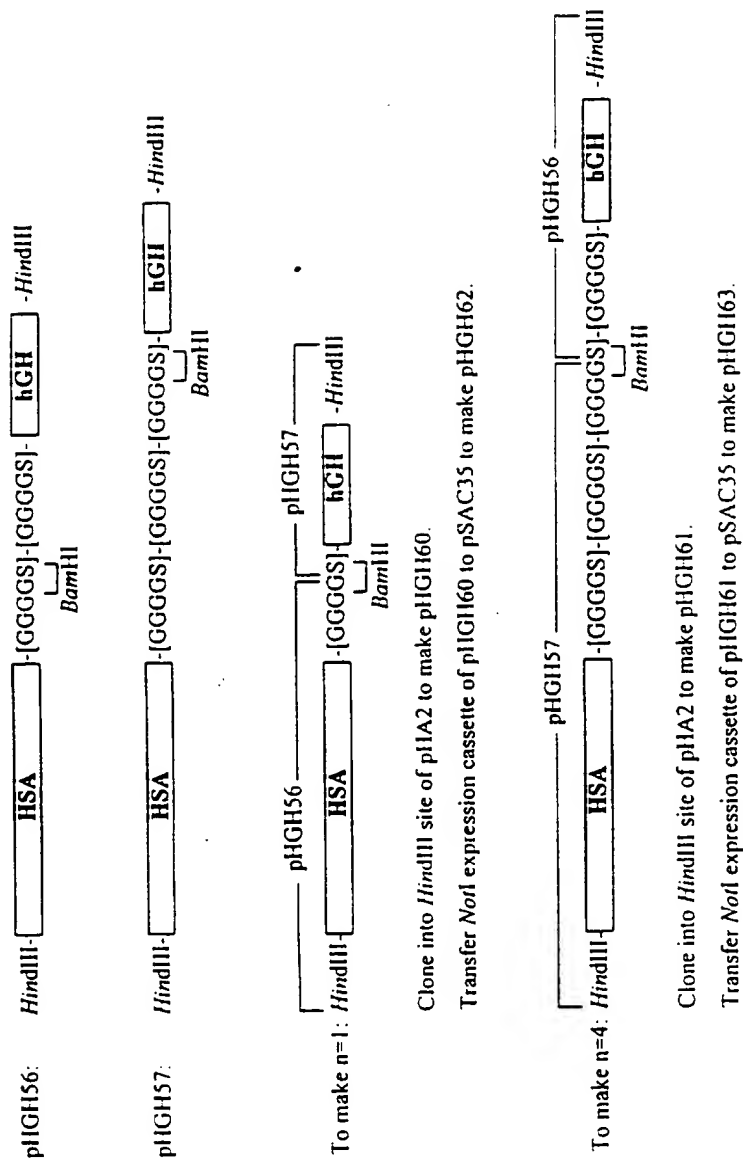 pHGH56: HindIII- HSA -[GGGGS]-[GGGGS]- hGH -HindIII
BamHI
pHGH57: HindIII- HSA -[GGGGS]-[GGGGS]-[GGGGS]- hGH -HindIII
BamHI
pHGH56 pHGH57
To make n=1: HindIII- HSA -[GGGGS]- hGH -HindIII
BamHI
Clone into HindIII site of pHA2 to make pHGH60.
Transfer NotI expression cassette of pHGH60 to pSAC35 to make pHGH62.
pHGH57 pHGH56
To make n=4: HindIII- HSA -[GGGGS]-[GGGGS]-[GGGGS]-[GGGGS]- hGH -HindIII
BamHI
Clone into HindIII site of pHA2 to make pHGH61.
Transfer NotI expression cassette of pHGH61 to pSAC35 to make pHGH63.